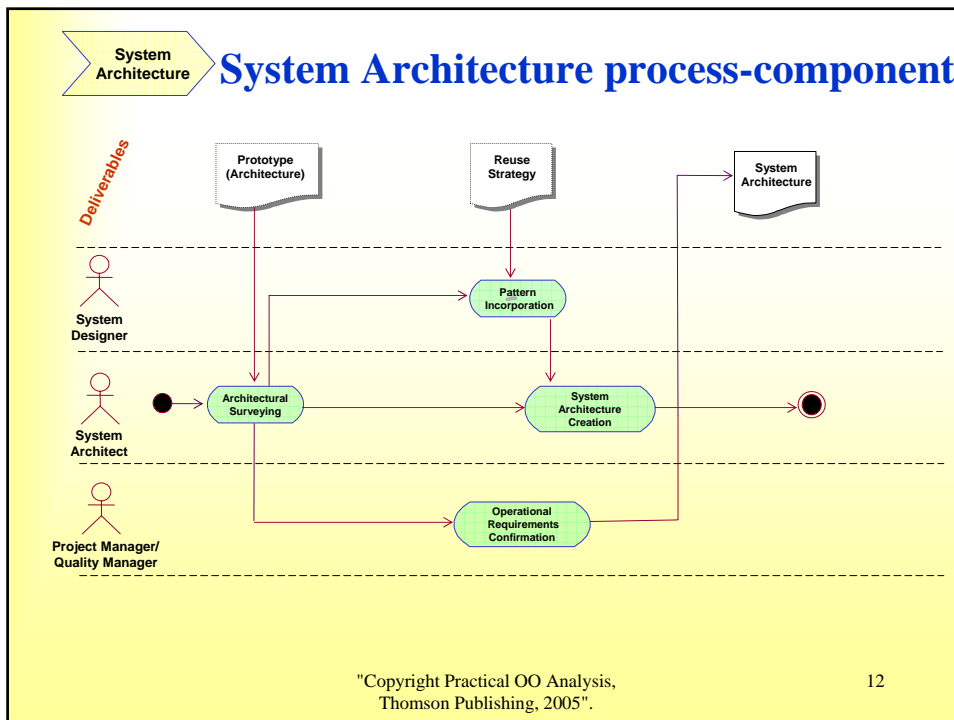 System
Architecture
System Architecture process-component
Deliverables
Prototype
(Architecture)
Reuse
Strategy
System
Architecture
System
Designer
Pattern
Incorporation
System
Architect
Architectural
Surveying
System
Architecture
Creation
Project Manager/
Quality Manager
Operational
Requirements
Confirmation
"Copyright Practical OO Analysis,
Thomson Publishing, 2005".
12